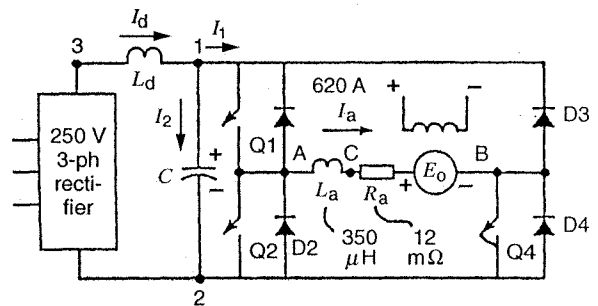 I_d
I_1
3
L_d
1
250 V
3-ph
recti-
fier
I_2
C
+
−
620 A
I_a
+
−
Q1
A
C
B
D3
L_a
R_a
+
E_o
−
Q2
D2
350
μH
12
mΩ
Q4
D4
2